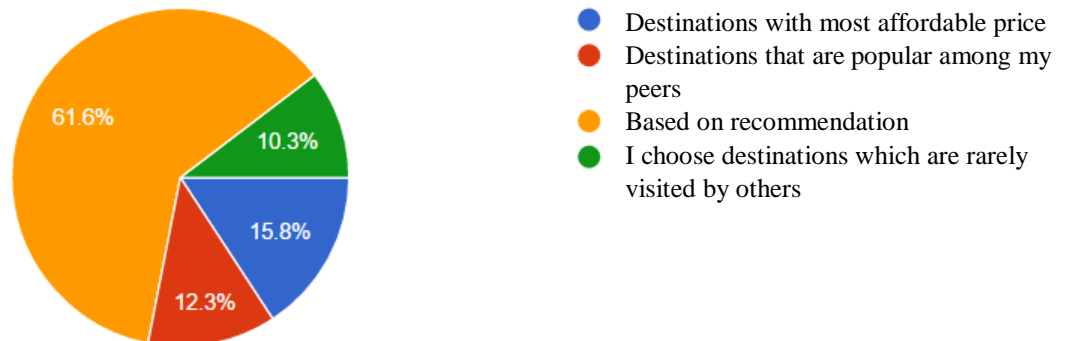 61.6%
10.3%
15.8%
12.3%
Destinations with most affordable price
Destinations that are popular among my
peers
Based on recommendation
I choose destinations which are rarely
visited by others